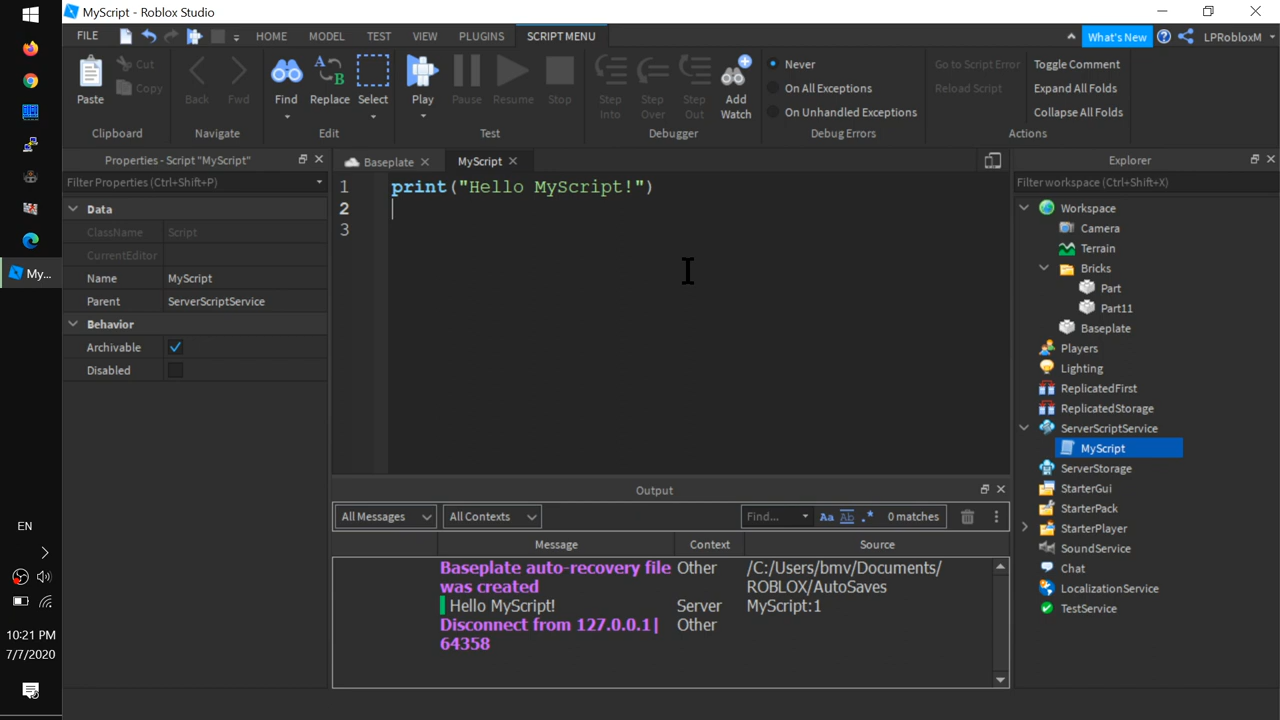 MyScript - Roblox Studio
FILE
HOME
MODEL
TEST
VIEW
PLUGINS
SCRIPT MENU
What's New
LPRobloxM
Paste
Cut
Copy
Clipboard
Back
Fwd
Navigate
Find
Replace
Select
Edit
Play
Pause
Resume
Stop
Test
Step Into
Step Over
Step Out
Add Watch
Debugger
Never
On All Exceptions
On Unhandled Exceptions
Debug Errors
Go to Script Error
Reload Script
Toggle Comment
Expand All Folds
Collapse All Folds
Actions
Properties - Script "MyScript"
Filter Properties (Ctrl+Shift+P)
Data
ClassName Script
CurrentEditor
Name MyScript
Parent ServerScriptService
Behavior
Archivable
Disabled
Baseplate
MyScript
1 print("Hello MyScript!")
2
3
Output
All Messages
All Contexts
Find...
Aa Ab .*
0 matches
Message Context Source
Baseplate auto-recovery file Other /C:/Users/bmv/Documents/
was created ROBLOX/AutoSaves
Hello MyScript! Server MyScript:1
Disconnect from 127.0.0.1| Other
64358
Explorer
Filter workspace (Ctrl+Shift+X)
Workspace
Camera
Terrain
Bricks
Part
Part11
Baseplate
Players
Lighting
ReplicatedFirst
ReplicatedStorage
ServerScriptService
MyScript
ServerStorage
StarterGui
StarterPack
StarterPlayer
SoundService
Chat
LocalizationService
TestService
My...
EN
10:21 PM
7/7/2020